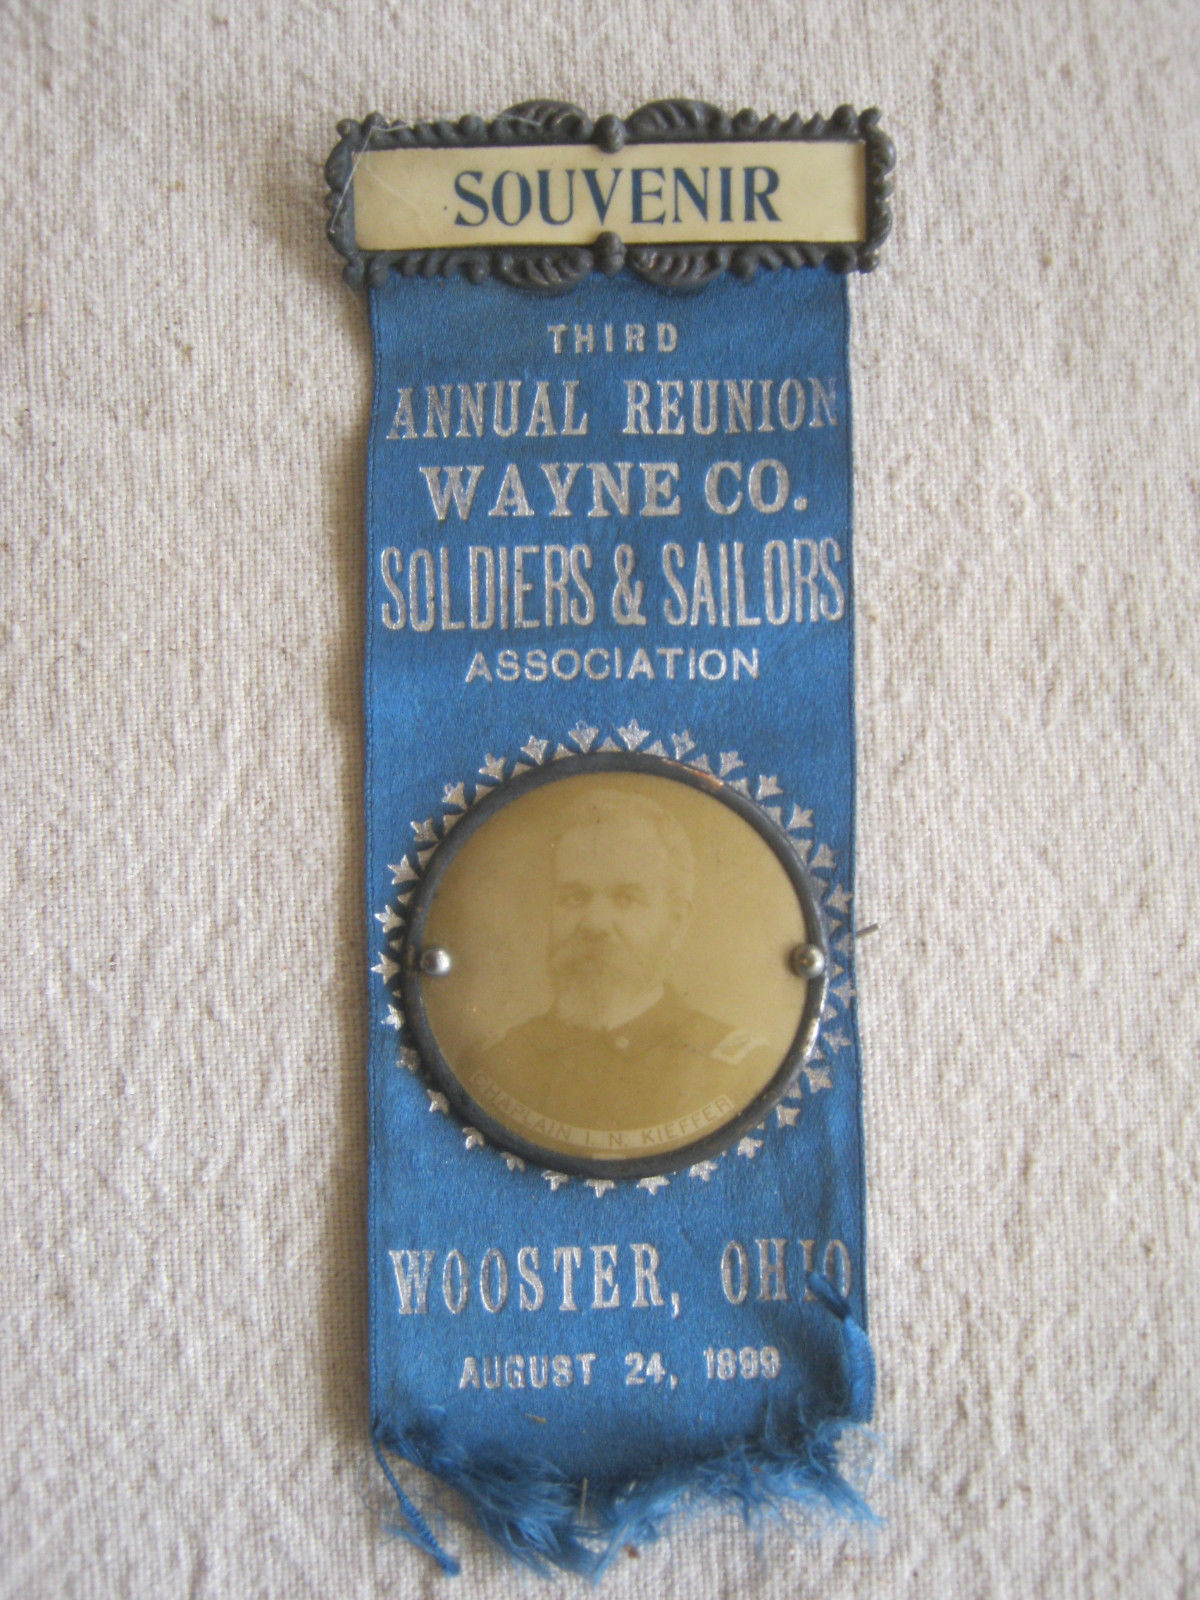 SOUVENIR
THIRD
ANNUAL REUNION
WAYNE CO.
SOLDIERS & SAILORS
ASSOCIATION
CHAPLAIN I. N. KIEFFER
WOOSTER, OHIO
AUGUST 24, 1899